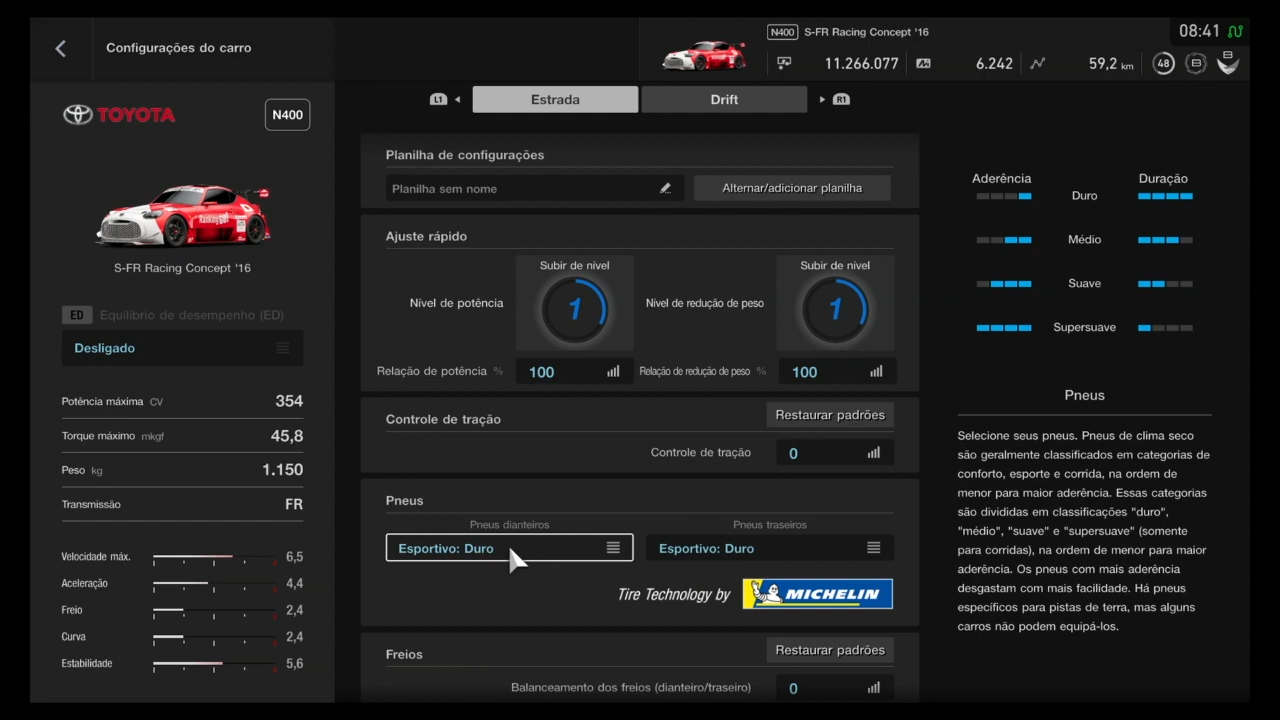 Configurações do carro
N400 S-FR Racing Concept '16
11.266.077
6.242
59,2 km
48
B
B
08:41
TOYOTA
N400
S-FR Racing Concept '16
ED Equilíbrio de desempenho (ED)
Desligado
Potência máxima CV 354
Torque máximo mkgf 45,8
Peso kg 1.150
Transmissão FR
Velocidade máx. 6,5
Aceleração 4,4
Freio 2,4
Curva 2,4
Estabilidade 5,6
L1 Estrada Drift R1
Planilha de configurações
Planilha sem nome Alternar/adicionar planilha
Ajuste rápido
Subir de nível Subir de nível
Nível de potência 1 Nível de redução de peso 1
Relação de potência % 100 Relação de redução de peso % 100
Controle de tração Restaurar padrões
Controle de tração 0
Pneus
Pneus dianteiros Pneus traseiros
Esportivo: Duro Esportivo: Duro
Tire Technology by MICHELIN
Freios Restaurar padrões
Balanceamento dos freios (dianteiro/traseiro) 0
Aderência Duração
Duro
Médio
Suave
Supersuave
Pneus
Selecione seus pneus. Pneus de clima seco
são geralmente classificados em categorias de
conforto, esporte e corrida, na ordem de
menor para maior aderência. Essas categorias
são divididas em classificações "duro",
"médio", "suave" e "supersuave" (somente
para corridas), na ordem de menor para maior
aderência. Os pneus com mais aderência
desgastam com mais facilidade. Há pneus
específicos para pistas de terra, mas alguns
carros não podem equipá-los.